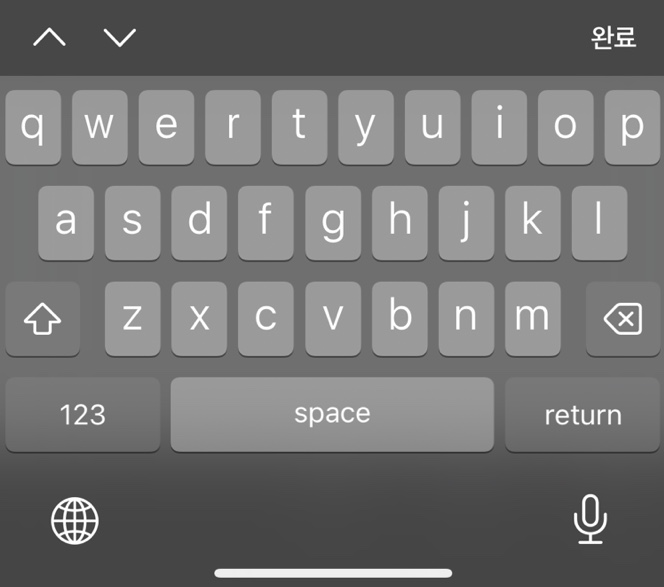 완료
q w e r t y u i o p
a s d f g h j k l
z x c v b n m
123 space return